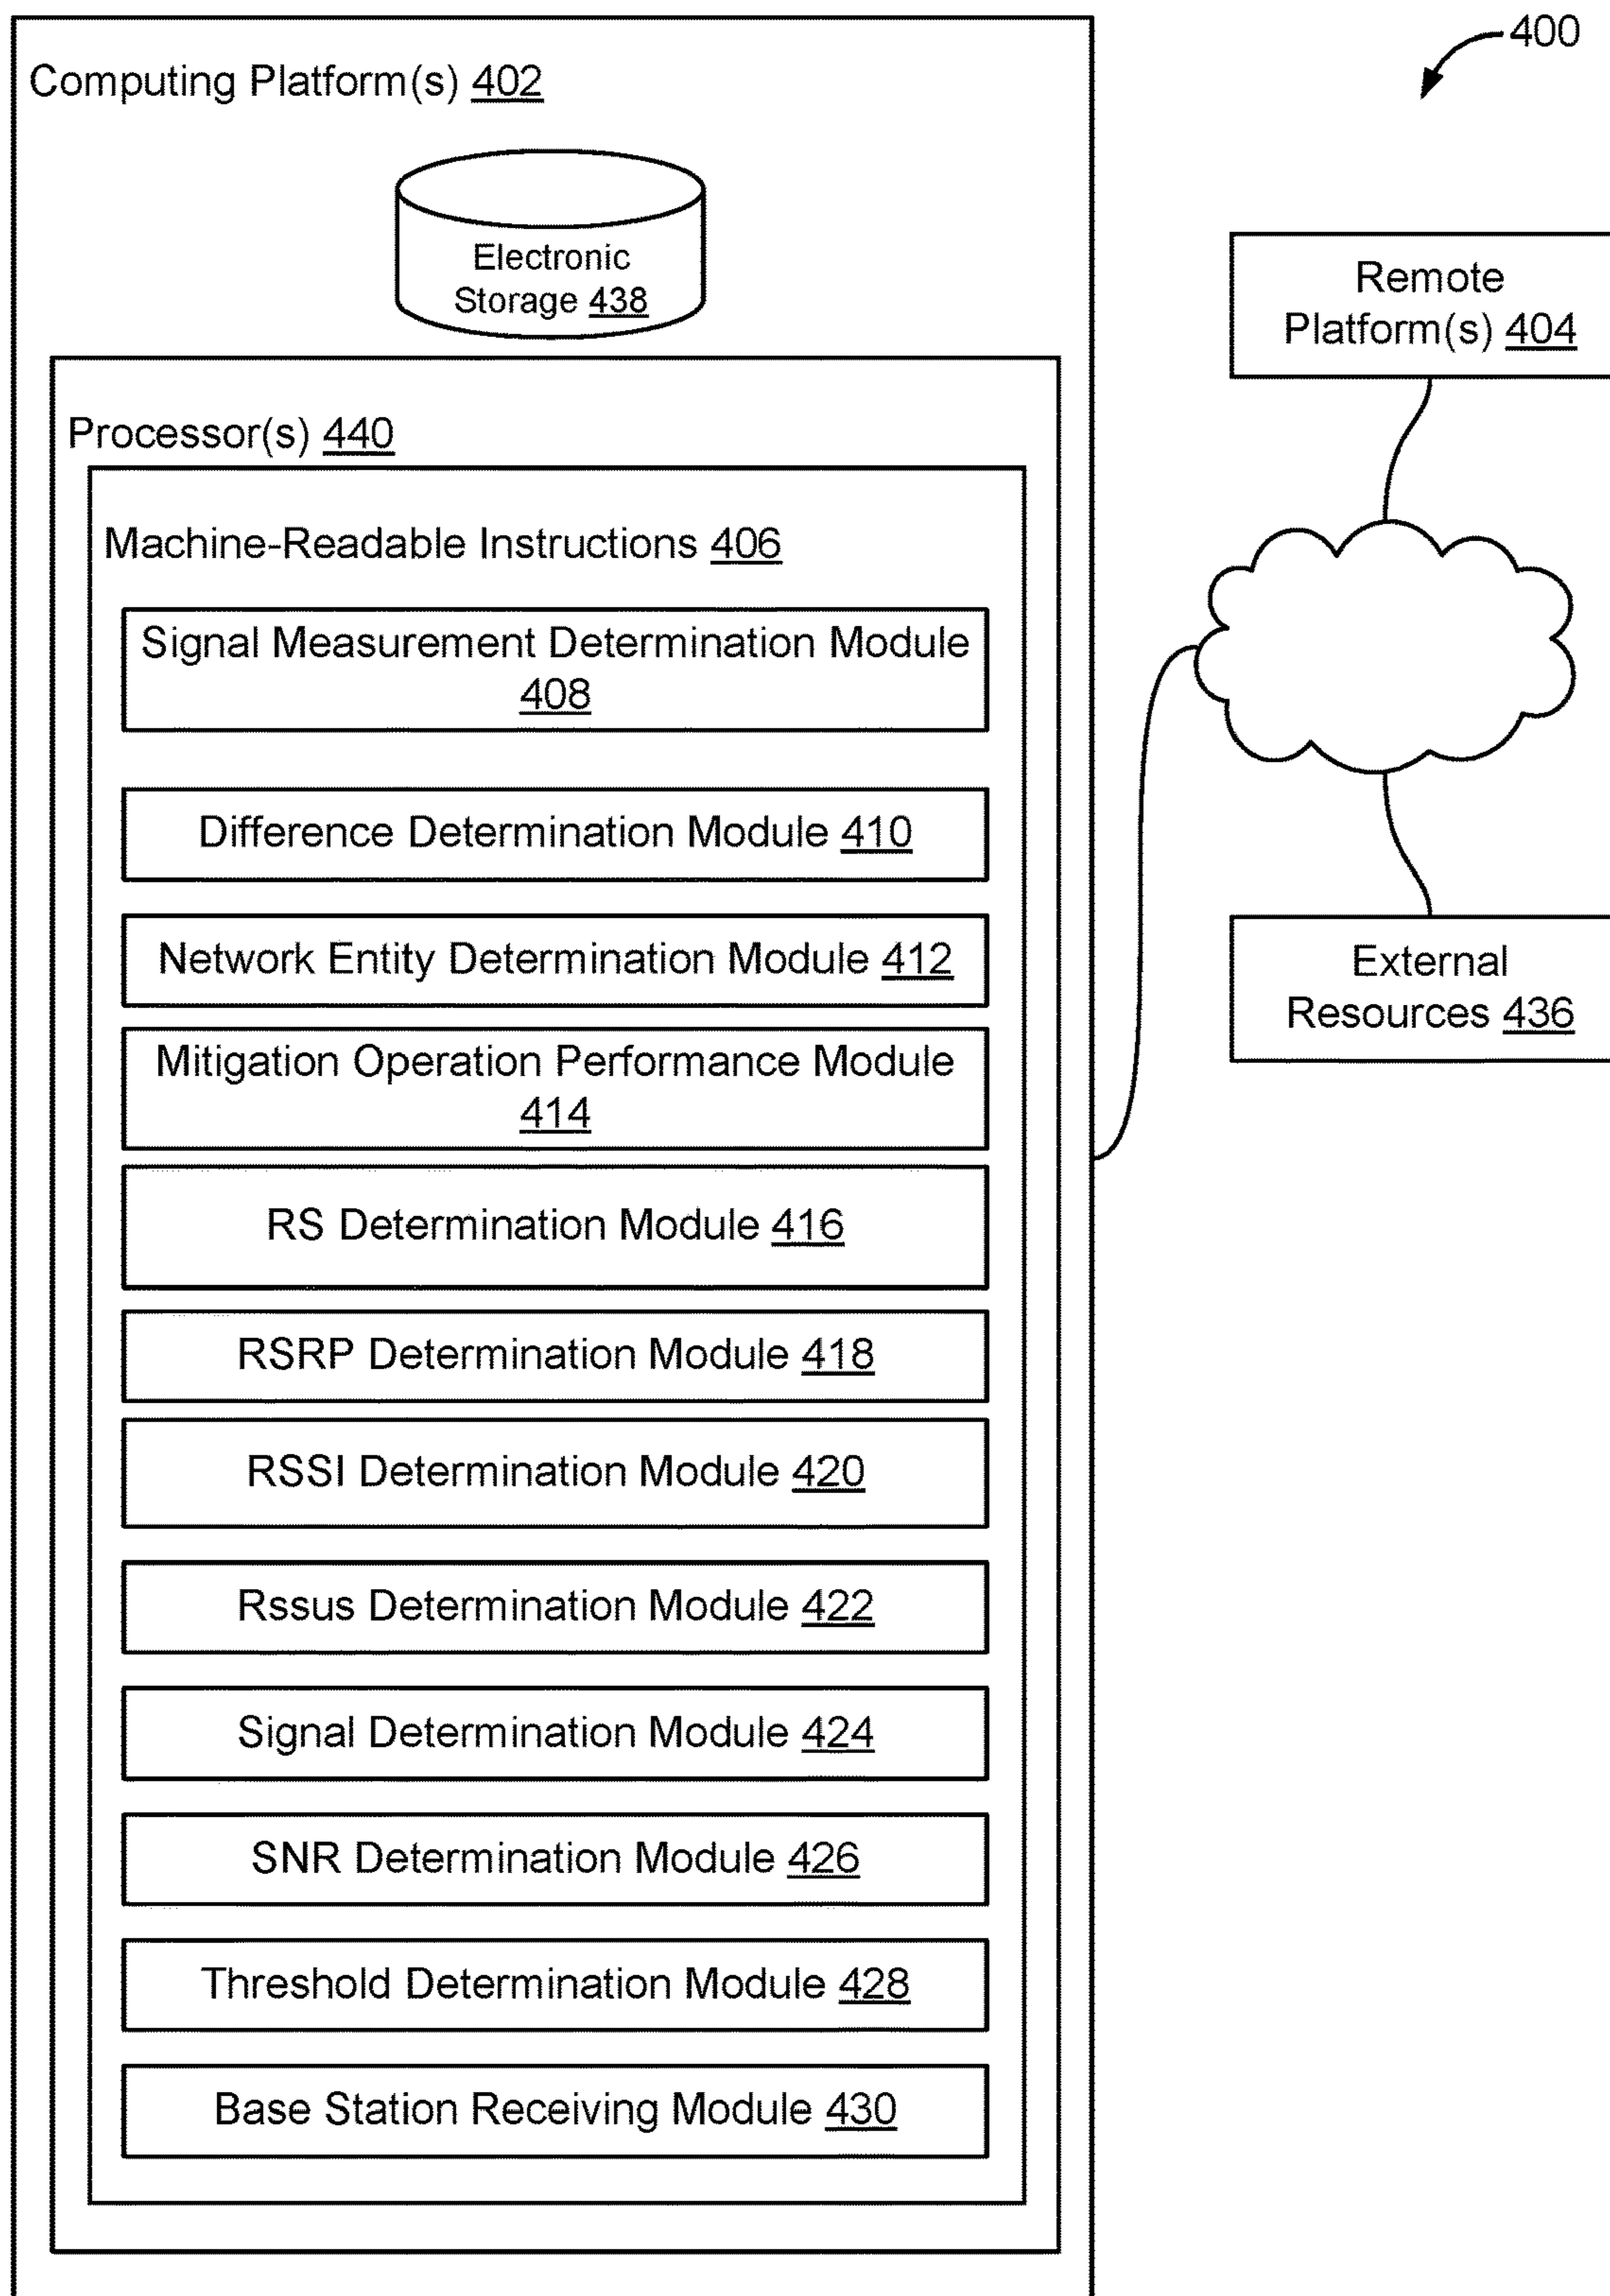 400
Computing Platform(s) 402
Electronic
Storage 438
Remote
Platform(s) 404
Processor(s) 440
Machine-Readable Instructions 406
Signal Measurement Determination Module
408
Difference Determination Module 410
Network Entity Determination Module 412
Mitigation Operation Performance Module
414
RS Determination Module 416
RSRP Determination Module 418
RSSI Determination Module 420
Rssus Determination Module 422
Signal Determination Module 424
SNR Determination Module 426
Threshold Determination Module 428
Base Station Receiving Module 430
External
Resources 436